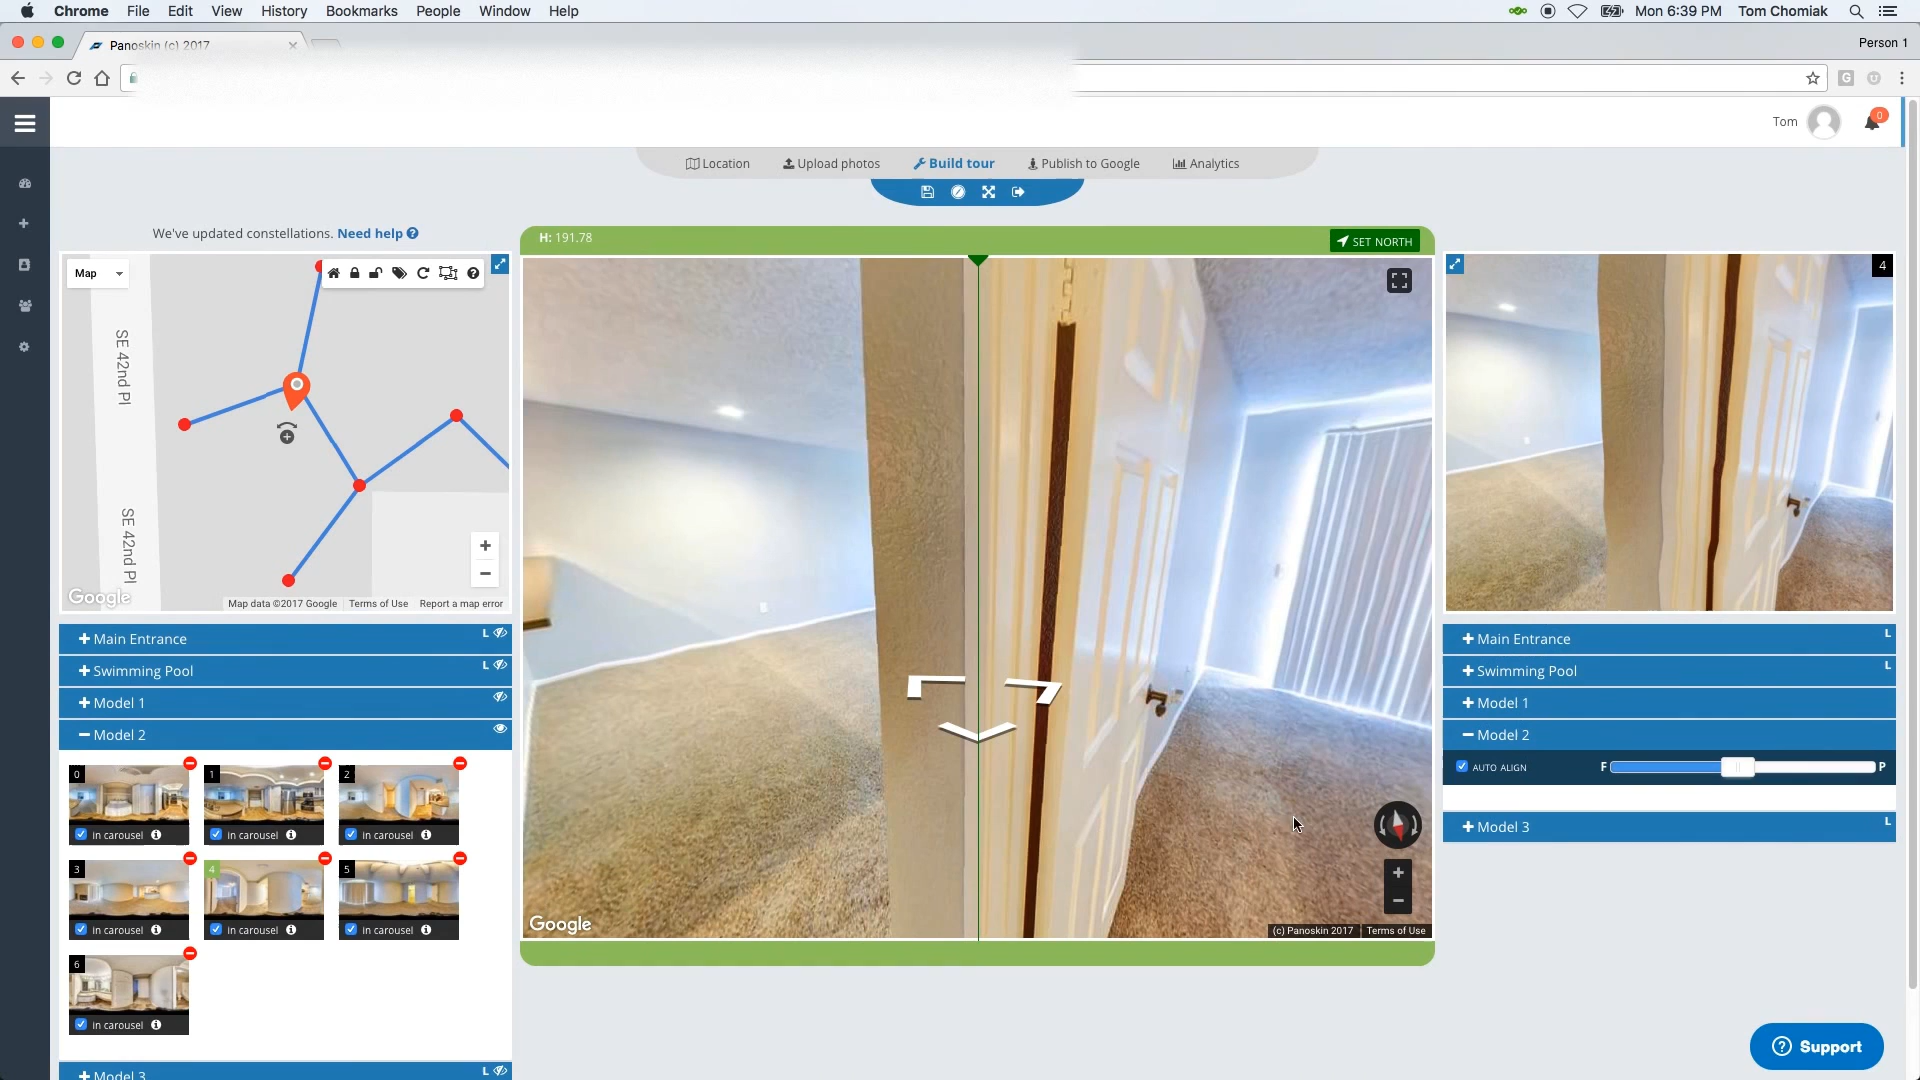 Chrome File Edit View History Bookmarks People Window Help
Mon 6:39 PM Tom Chomiak
Panoskin (c) 2017
Person 1
Tom
0
Location Upload photos Build tour Publish to Google Analytics
We've updated constellations. Need help
H: 191.78
SET NORTH
Map
SE 42nd Pl
SE 42nd Pl
Google
Map data ©2017 Google Terms of Use Report a map error
4
Google
(c) Panoskin 2017 Terms of Use
Main Entrance L
Swimming Pool L
Model 1
Model 2
0 1 2
in carousel in carousel in carousel
3 4 5
in carousel in carousel in carousel
6
in carousel
Model 3 L
Main Entrance L
Swimming Pool L
Model 1
Model 2
AUTO ALIGN F P
Model 3 L
Support